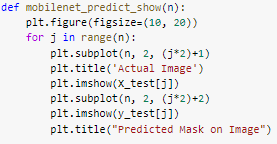 def mobilenet_predict_show(n):
    plt.figure(figsize=(10, 20))
    for j in range(n):
        plt.subplot(n, 2, (j*2)+1)
        plt.title('Actual Image')
        plt.imshow(X_test[j])
        plt.subplot(n, 2, (j*2)+2)
        plt.imshow(y_test[j])
        plt.title("Predicted Mask on Image")